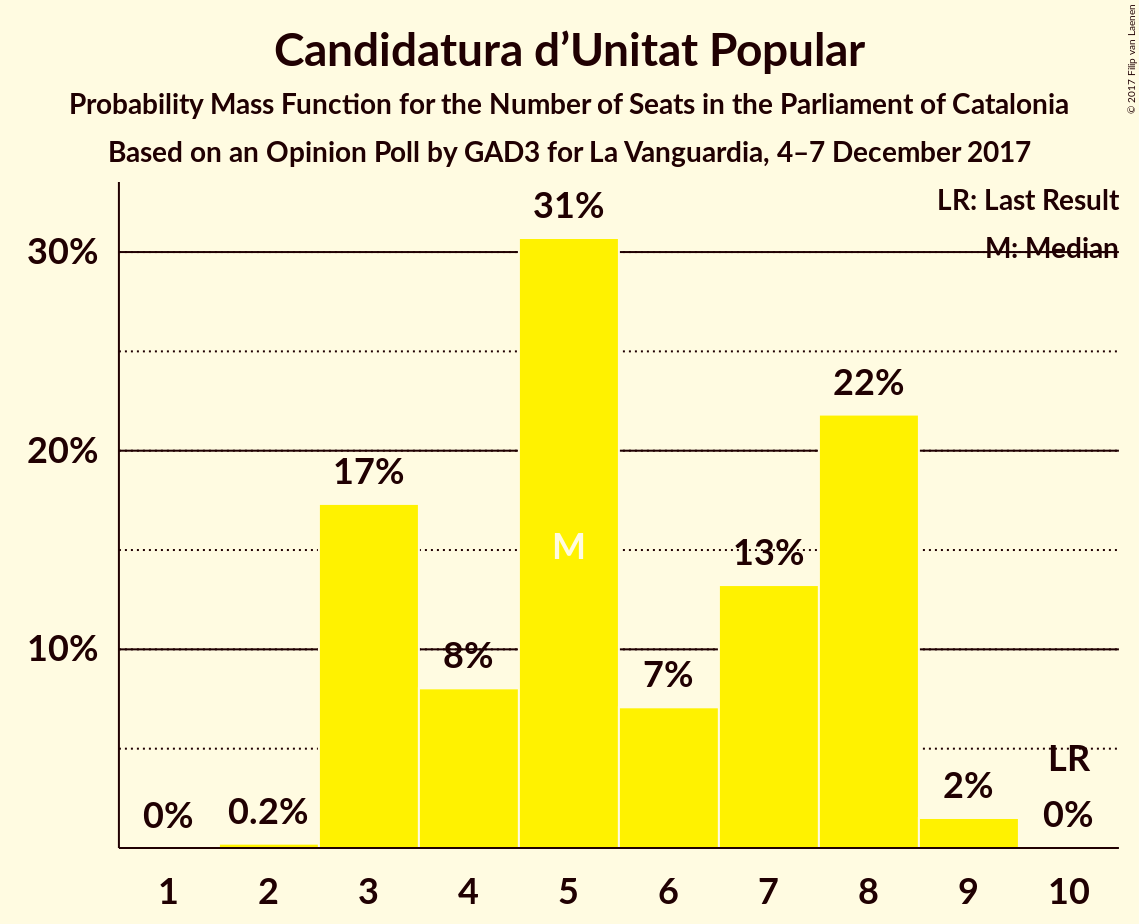 Candidatura d’Unitat Popular
Probability Mass Function for the Number of Seats in the Parliament of Catalonia
Based on an Opinion Poll by GAD3 for La Vanguardia, 4–7 December 2017
© 2017 Filip van Laenen
LR: Last Result
M: Median
30%
20%
10%
0%
0.2%
17%
8%
31%
M
7%
13%
22%
2%
LR
0%
1 2 3 4 5 6 7 8 9 10